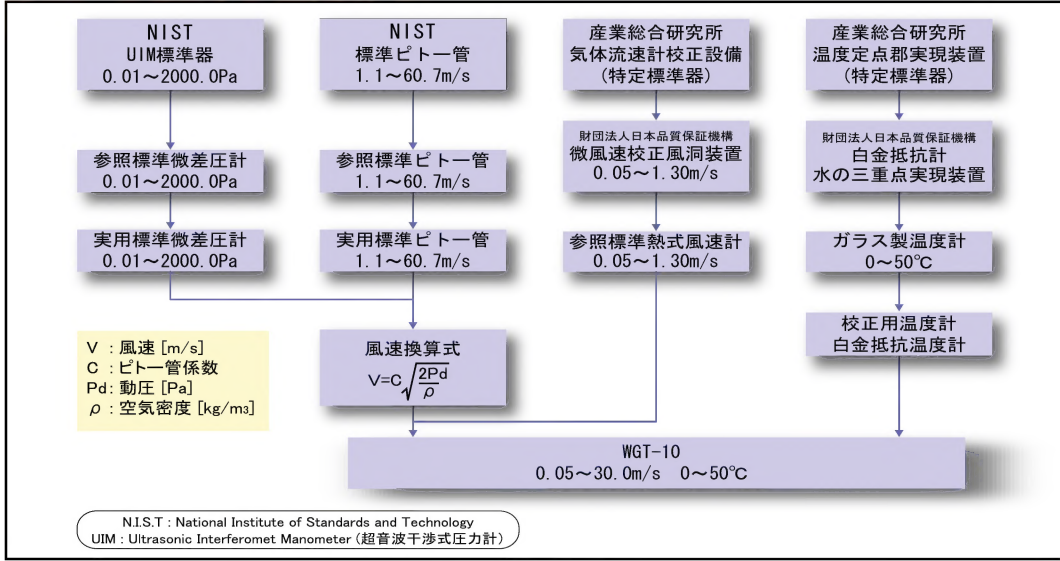 NIST
UIM標準器
0.01～2000.0Pa
参照標準微差圧計
0.01～2000.0Pa
実用標準微差圧計
0.01～2000.0Pa
NIST
標準ピトー管
1.1～60.7m/s
参照標準ピトー管
1.1～60.7m/s
実用標準ピトー管
1.1～60.7m/s
風速換算式
V=C√2Pd/ρ
産業総合研究所
気体流速計校正設備
(特定標準器)
財団法人日本品質保証機構
微風速校正風洞装置
0.05～1.30m/s
参照標準熱式風速計
0.05～1.30m/s
産業総合研究所
温度定点郡実現装置
(特定標準器)
財団法人日本品質保証機構
白金抵抗計
水の三重点実現装置
ガラス製温度計
0～50℃
校正用温度計
白金抵抗温度計
V : 風速 [m/s]
C : ピトー管係数
Pd : 動圧 [Pa]
ρ : 空気密度 [kg/m3]
WGT-10
0.05～30.0m/s 0～50℃
N.I.S.T : National Institute of Standards and Technology
UIM : Ultrasonic Interferomet Manometer (超音波干渉式圧力計)